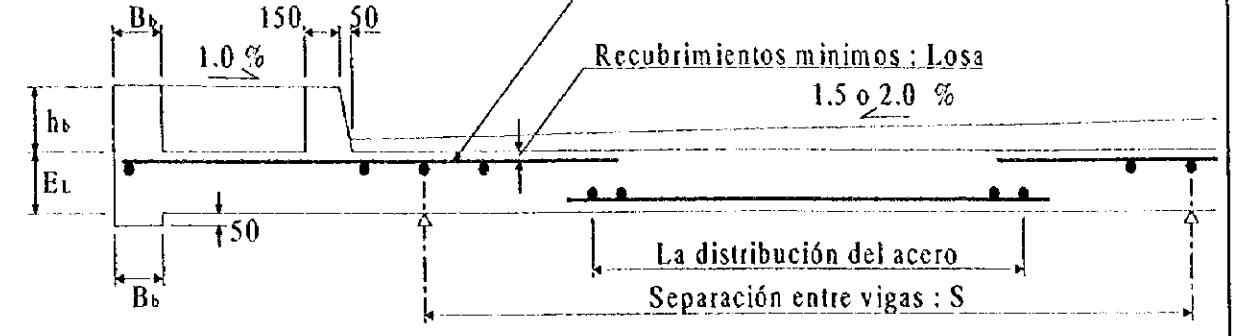 Bb 150 50
1.0 %
Recubrimientos minimos : Losa
1.5 o 2.0 %
hb
EL
50
La distribución del acero
Bb
Separación entre vigas : S